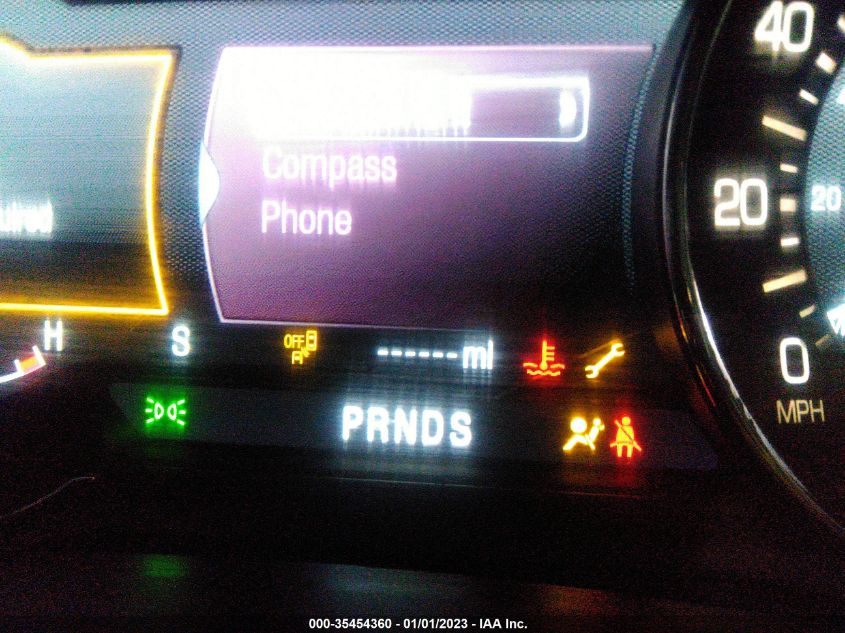 40
Compass
Phone
20
20
H
S
OFF
------mi
0
MPH
PRNDS
000-35454360 - 01/01/2023 - IAA Inc.